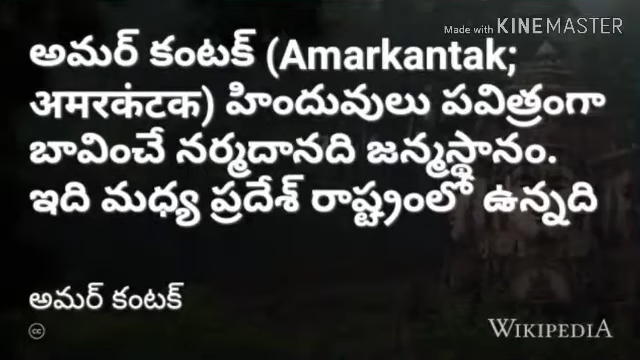 Made with KINEMASTER
అమర్ కంటక్ (Amarkantak;
अमरकंटक) హిందువులు పవిత్రంగా
బావించే నర్మదానది జన్మస్థానం.
ఇది మధ్య ప్రదేశ్ రాష్ట్రంలో ఉన్నది
అమర్ కంటక్
cc
WIKIPEDIA